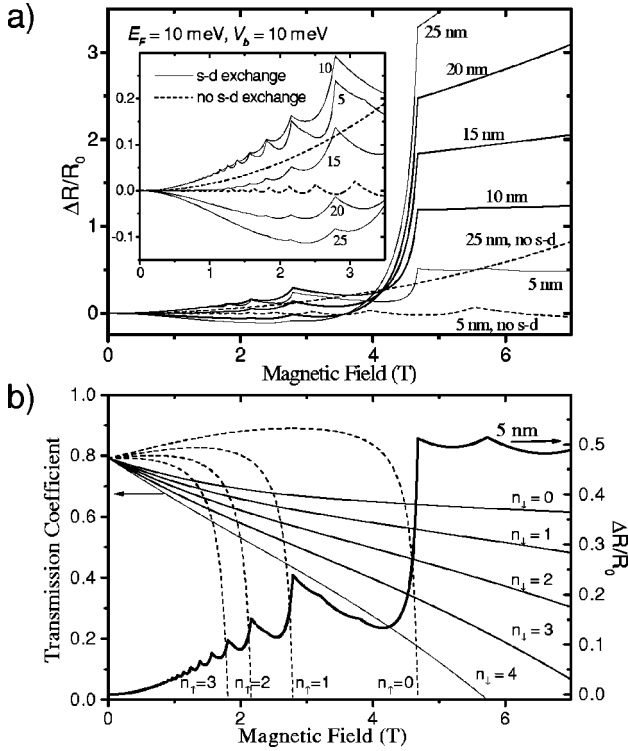 a)
E_F = 10 meV, V_b = 10 meV
s-d exchange
no s-d exchange
10
5
15
20
25
0.2
0.1
0.0
-0.1
0 1 2 3
25 nm
20 nm
15 nm
10 nm
25 nm, no s-d
5 nm
5 nm, no s-d
3
2
1
0
ΔR/R₀
0 2 4 6
Magnetic Field (T)
b)
1.0
0.8
0.6
0.4
0.2
0.0
Transmission Coefficient
5 nm
n↓=0
n↓=1
n↓=2
n↓=3
n↓=4
n↑=3
n↑=2
n↑=1
n↑=0
0.5
0.4
0.3
0.2
0.1
0.0
ΔR/R₀
0 2 4 6
Magnetic Field (T)